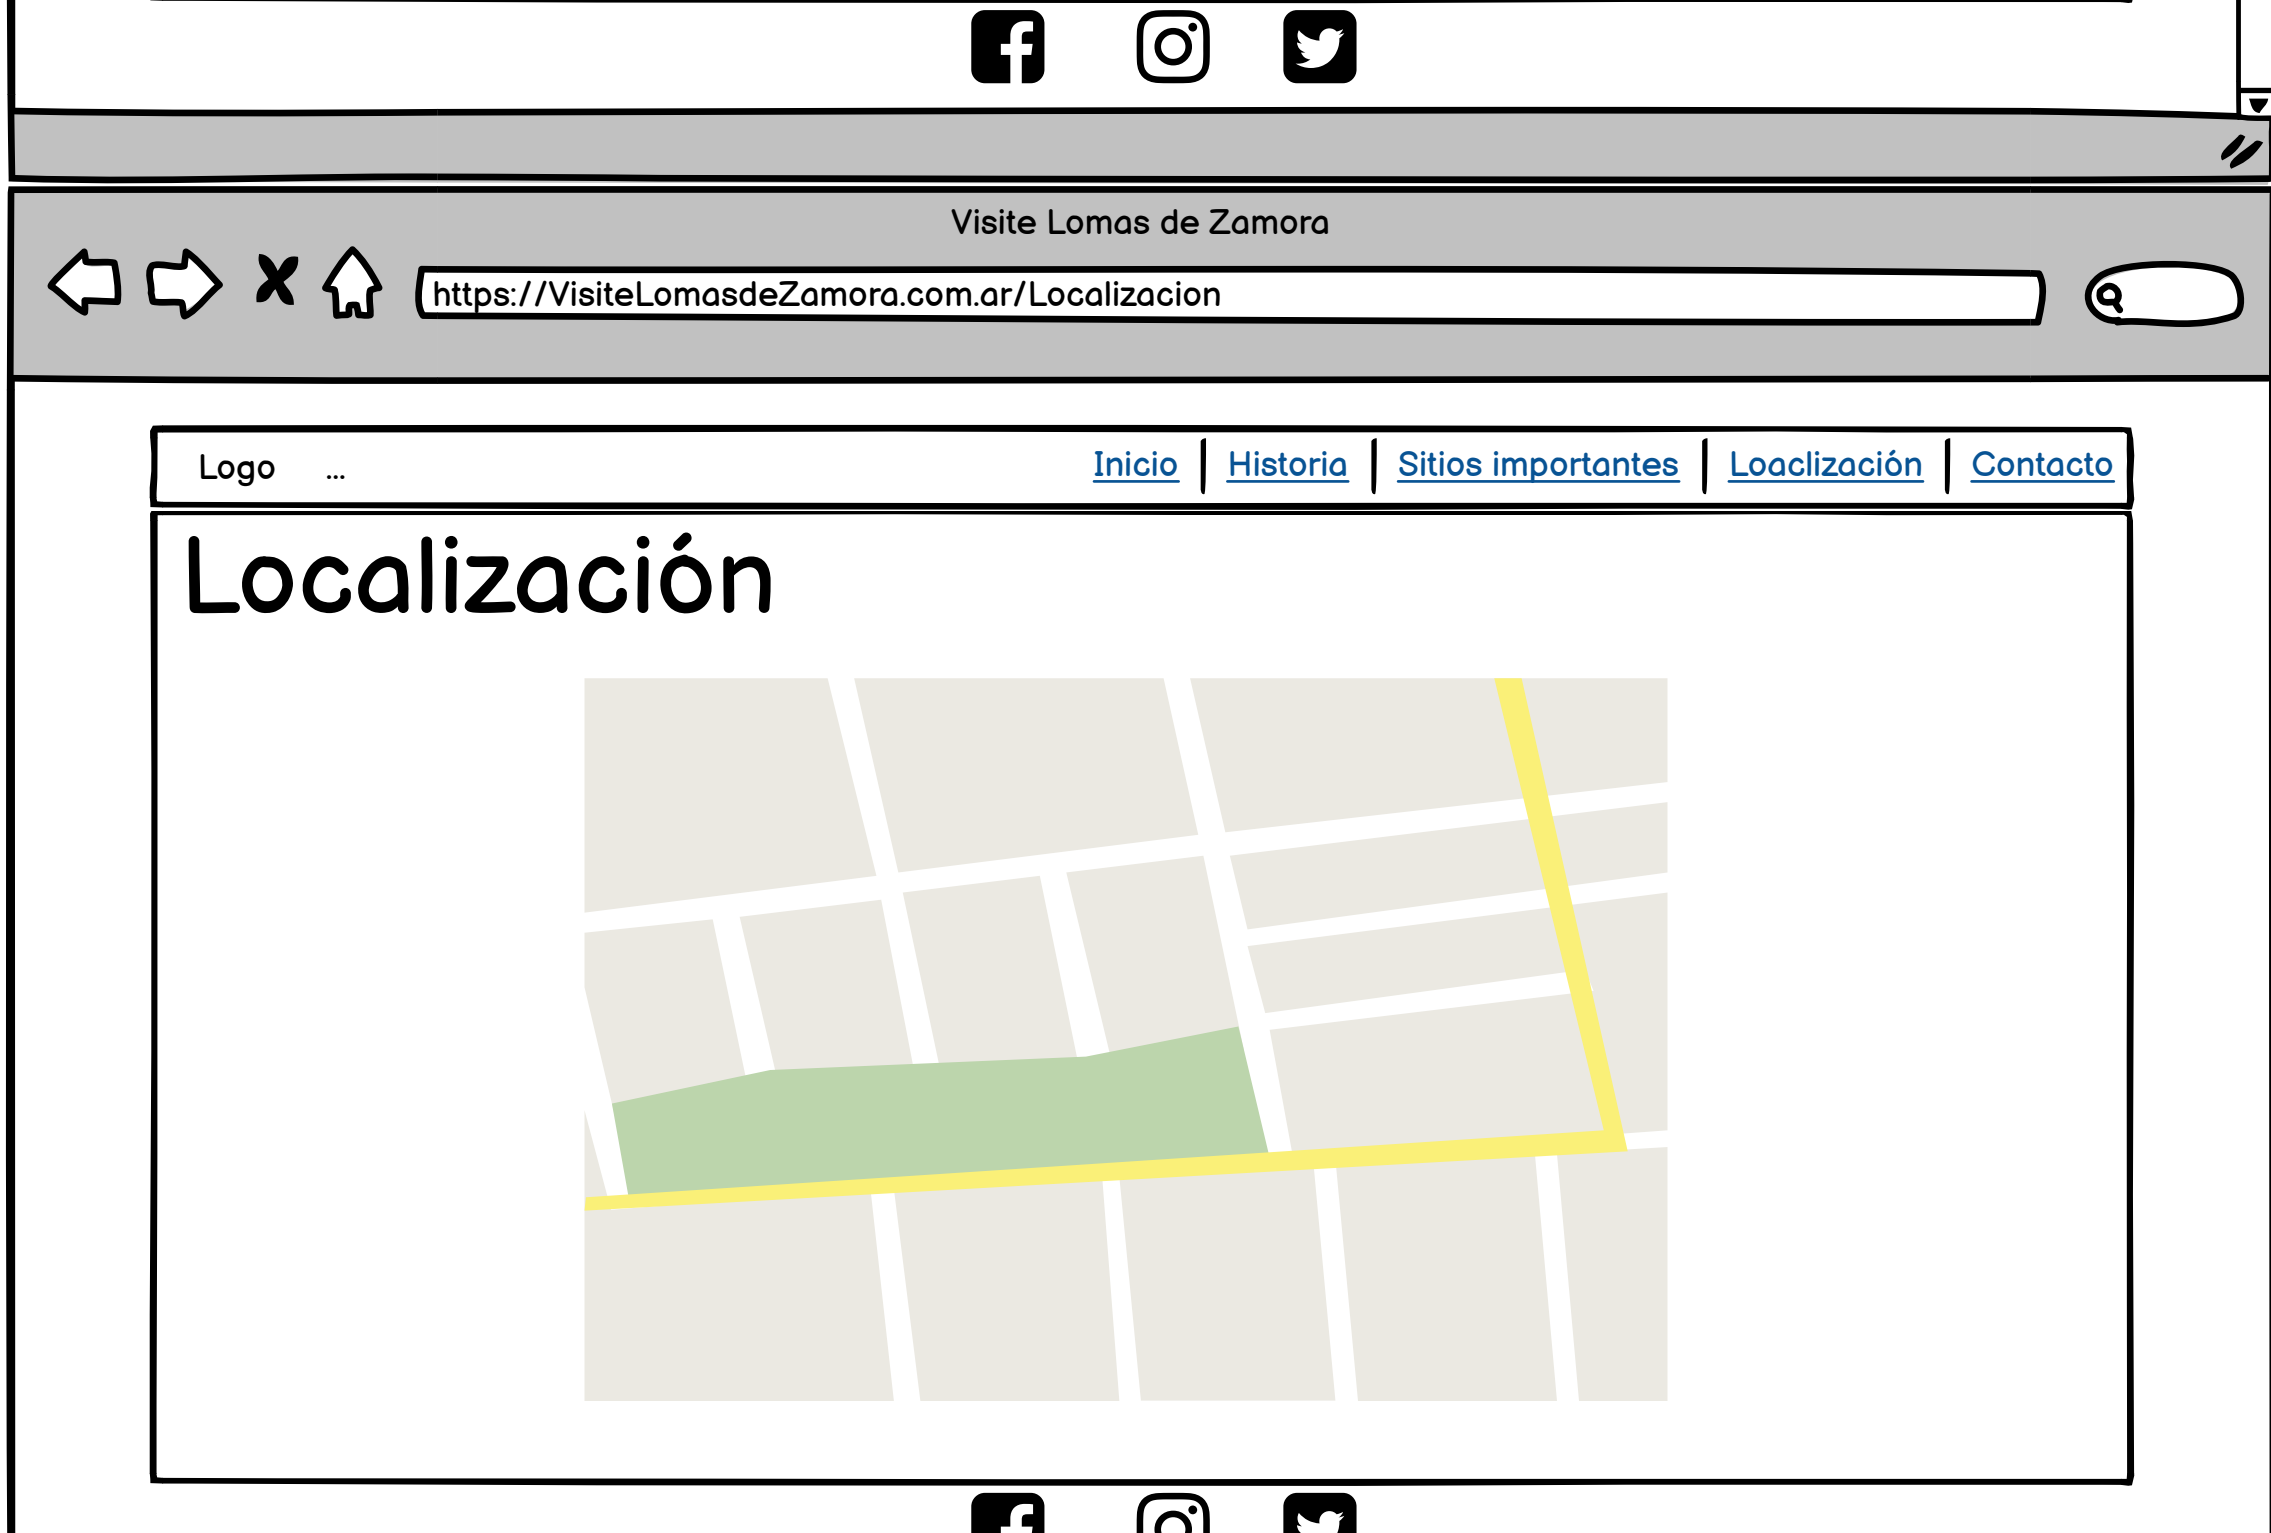 Visite Lomas de Zamora
https://VisiteLomasdeZamora.com.ar/Localizacion
Logo ... Inicio Historia Sitios importantes Loaclización Contacto
Localización